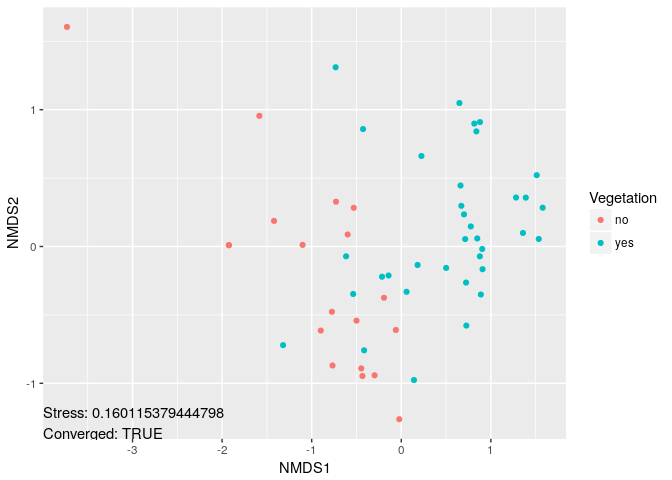 1
0
-1
NMDS2
Stress: 0.160115379444798
Converged: TRUE
-3
-2
-1
0
1
NMDS1
Vegetation
no
yes